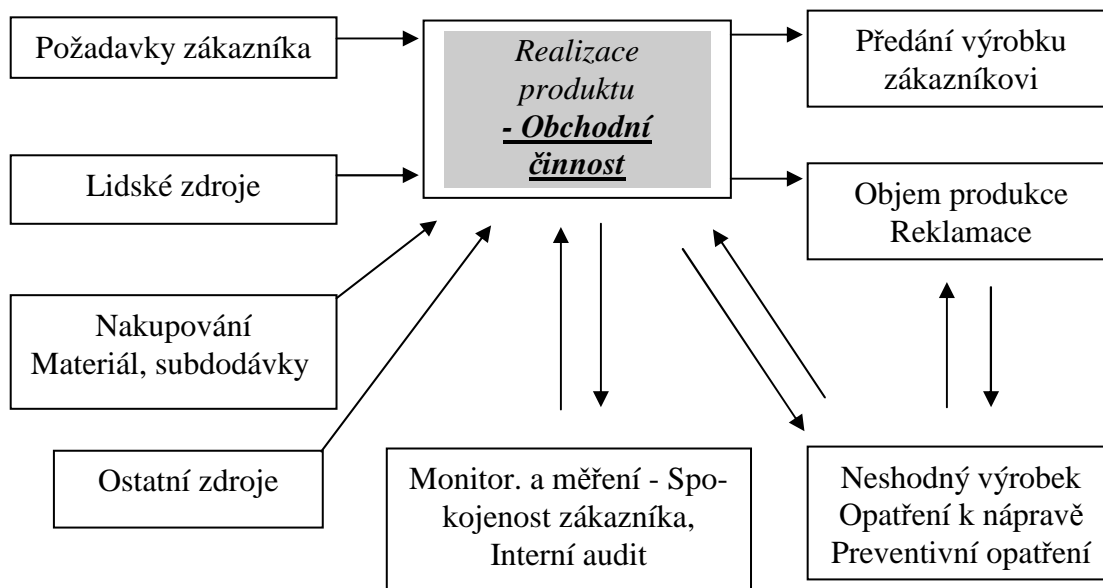 Požadavky zákazníka
Realizace
produktu
- Obchodní
činnost
Předání výrobku
zákazníkovi
Lidské zdroje
Objem produkce
Reklamace
Nakupování
Materiál, subdodávky
Ostatní zdroje
Monitor. a měření - Spo-
kojenost zákazníka,
Interní audit
Neshodný výrobek
Opatření k nápravě
Preventivní opatření